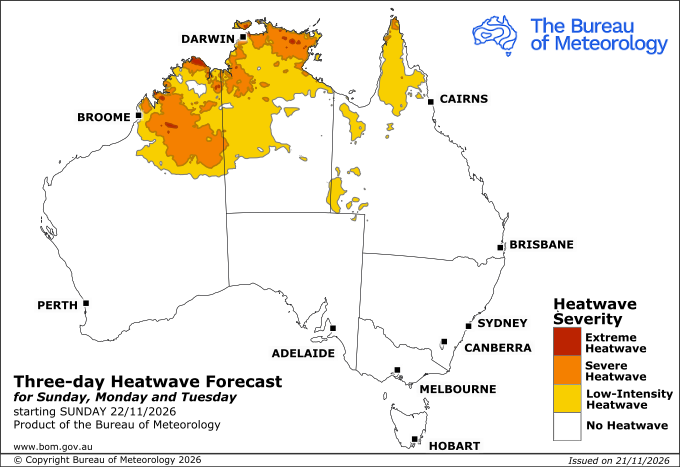 The Bureau
of Meteorology
DARWIN
CAIRNS
BROOME
BRISBANE
PERTH
SYDNEY
CANBERRA
ADELAIDE
MELBOURNE
HOBART
Heatwave
Severity
Extreme
Heatwave
Severe
Heatwave
Low-Intensity
Heatwave
No Heatwave
Three-day Heatwave Forecast
for Sunday, Monday and Tuesday
starting SUNDAY 22/11/2026
Product of the Bureau of Meteorology
www.bom.gov.au
© Copyright Bureau of Meteorology 2026
Issued on 21/11/2026